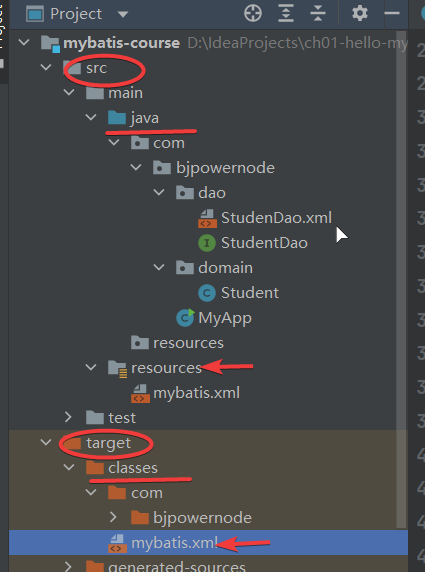 Project
mybatis-course D:\IdeaProjects\ch01-hello-my
src
main
java
com
bjpowernode
dao
StudenDao.xml
StudentDao
domain
Student
MyApp
resources
resources
mybatis.xml
test
target
classes
com
bjpowernode
mybatis.xml
generated-sources